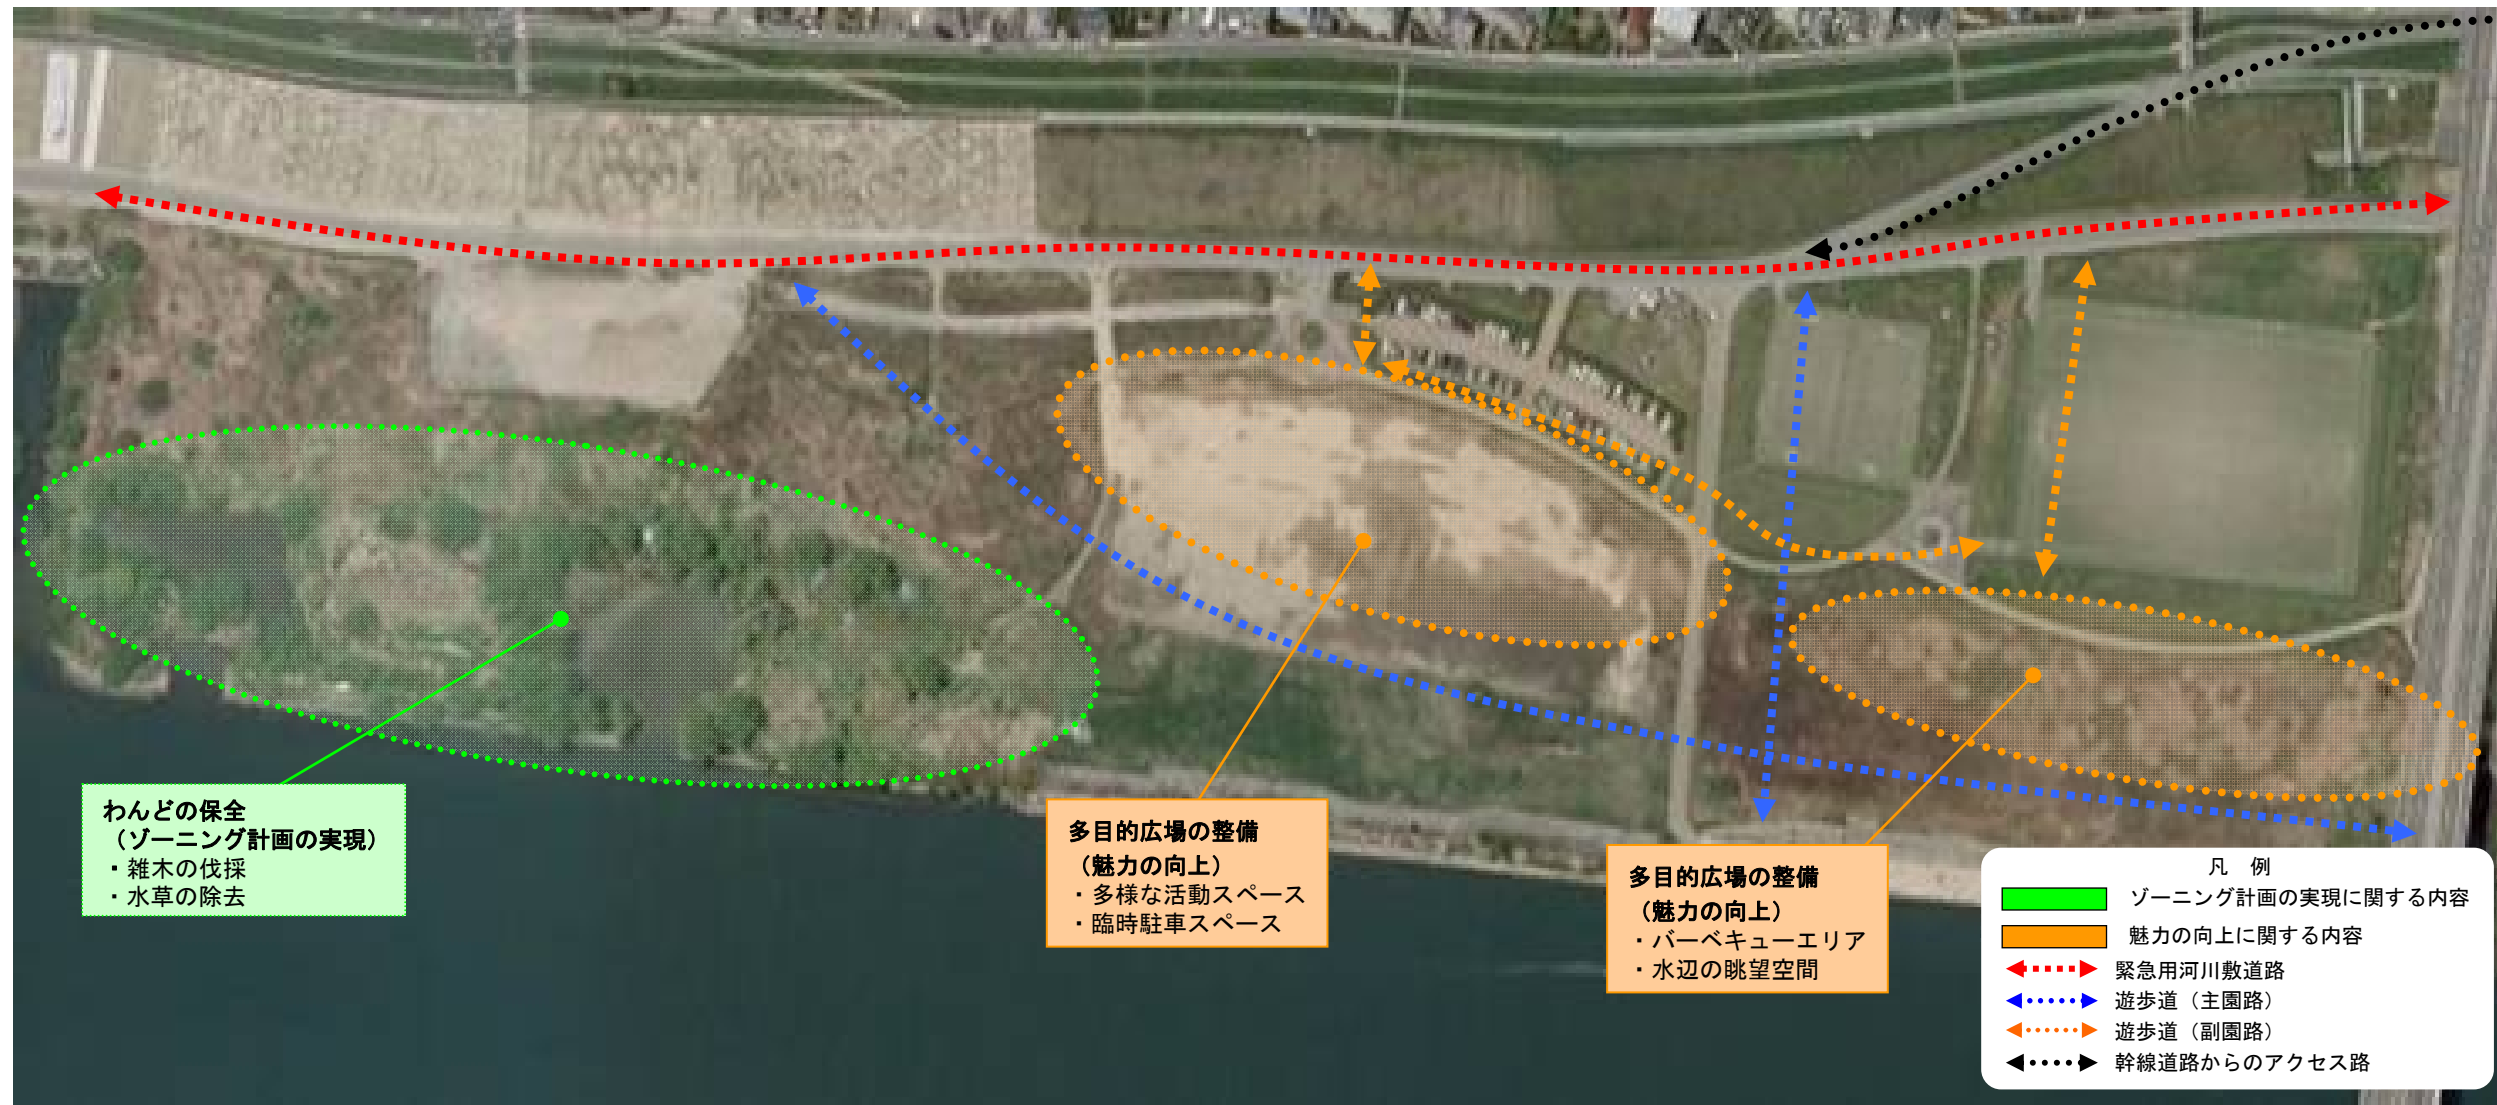 わんどの保全
（ゾーニング計画の実現）
・雑木の伐採
・水草の除去
多目的広場の整備
（魅力の向上）
・多様な活動スペース
・臨時駐車スペース
多目的広場の整備
（魅力の向上）
・バーベキューエリア
・水辺の眺望空間
凡　例
ゾーニング計画の実現に関する内容
魅力の向上に関する内容
緊急用河川敷道路
遊歩道（主園路）
遊歩道（副園路）
幹線道路からのアクセス路